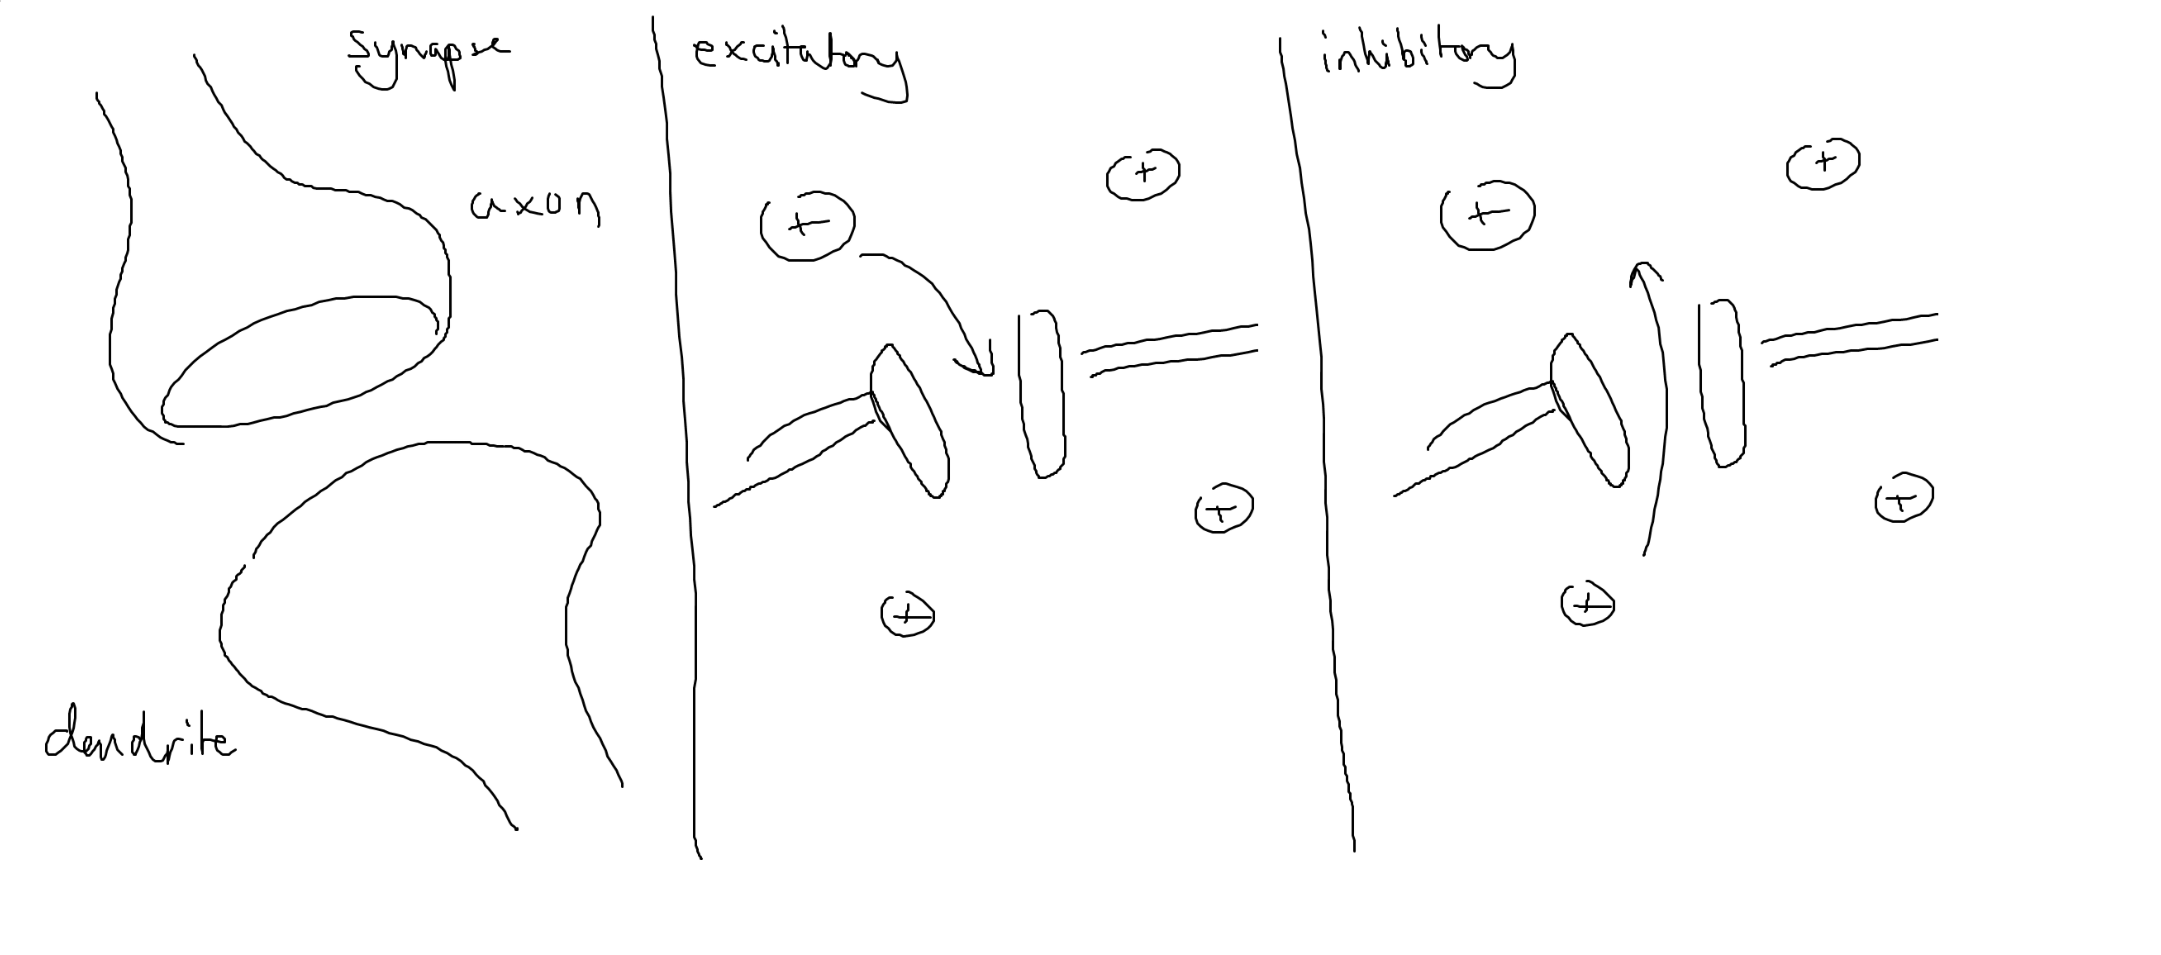 synapse
axon
dendrite
excitatory
+
+
+
+
inhibitory
+
+
+
+